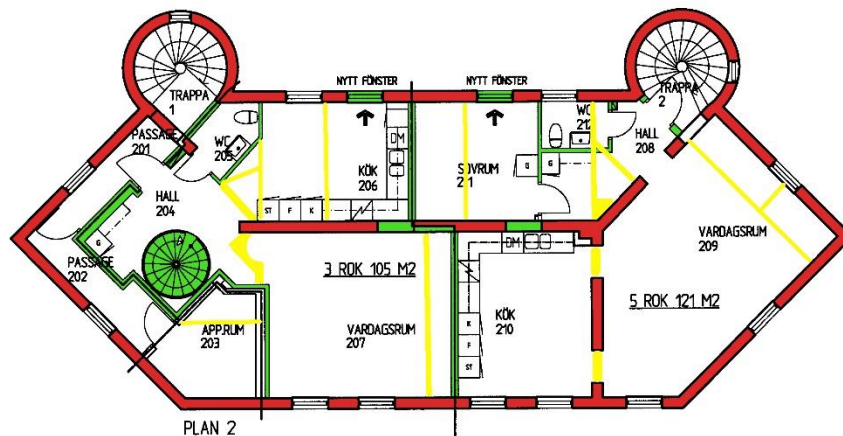 NYTT FÖNSTER
NYTT FÖNSTER
TRAPPA
1
TRAPPA
2
PASSAGE
201
WC
205
WC
212
HALL
208
DM
KÖK
206
SOVRUM
211
G
G
HALL
204
ST
F
K
G
PASSAGE
202
3 ROK 105 M2
DM
VARDAGSRUM
209
5 ROK 121 M2
APP.RUM
203
VARDAGSRUM
207
KÖK
210
K
F
ST
PLAN 2